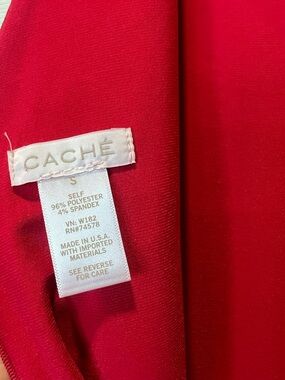 CACHÉ
S
SELF
96% POLYESTER
4% SPANDEX
VN: W182
RN#74578
MADE IN U.S.A.
WITH IMPORTED
MATERIALS
SEE REVERSE
FOR CARE